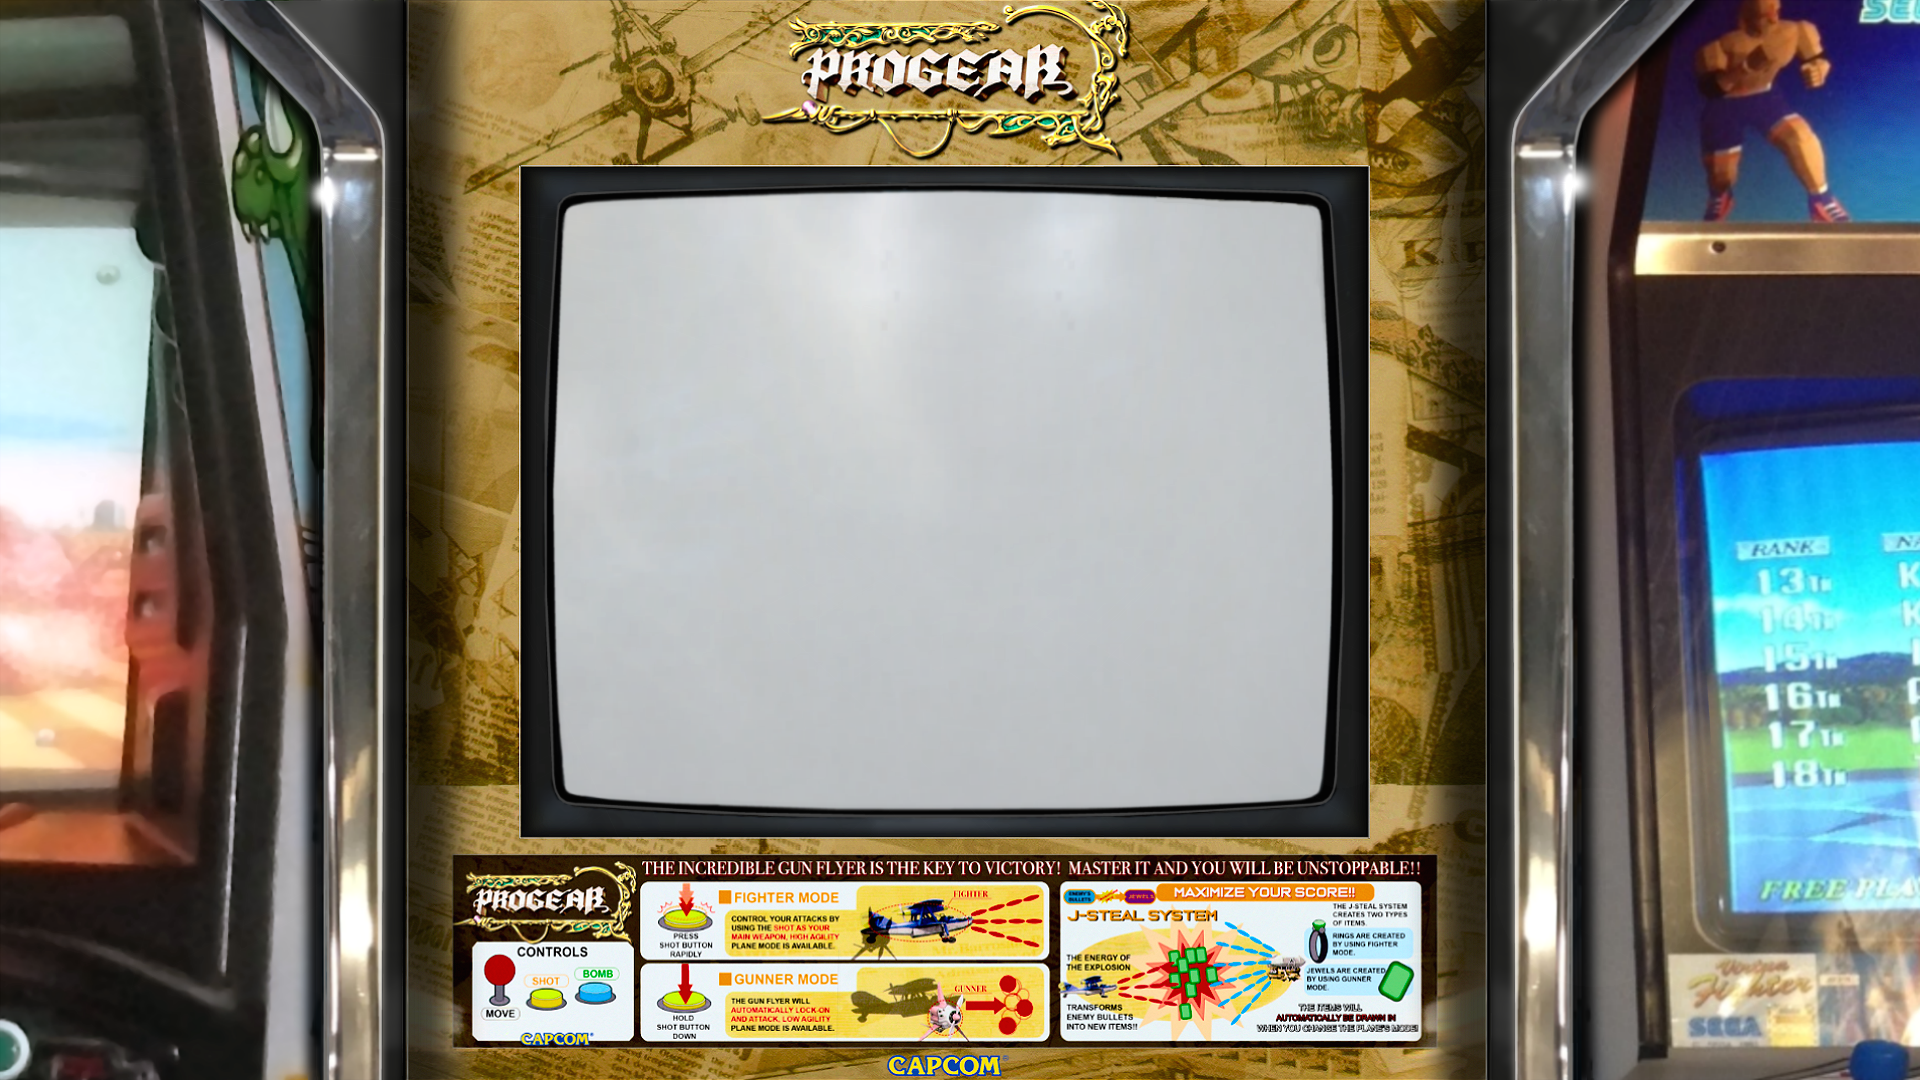 PROGEAR
SEGA
RANK
13TH
14TH
15TH
16TH
17TH
18TH
FREE PLAY
Fighter
SEGA
THE INCREDIBLE GUN FLYER IS THE KEY TO VICTORY! MASTER IT AND YOU WILL BE UNSTOPPABLE!!
PROGEAR
CONTROLS
SHOT
BOMB
MOVE
CAPCOM
PRESS
SHOT BUTTON
RAPIDLY
FIGHTER MODE
CONTROL YOUR ATTACKS BY
USING THE SHOT AS YOUR
MAIN WEAPON, HIGH AGILITY
PLANE MODE IS AVAILABLE.
FIGHTER
HOLD
SHOT BUTTON
DOWN
GUNNER MODE
THE GUN FLYER WILL
AUTOMATICALLY LOCK-ON
AND ATTACK, LOW AGILITY
PLANE MODE IS AVAILABLE.
GUNNER
ENEMY'S
BULLETS
JEWELS
MAXIMIZE YOUR SCORE!!
J-STEAL SYSTEM
THE J-STEAL SYSTEM
CREATES TWO TYPES
OF ITEMS.
RINGS ARE CREATED
BY USING FIGHTER
MODE.
THE ENERGY OF
THE EXPLOSION
JEWELS ARE CREATED
BY USING GUNNER
MODE.
TRANSFORMS
ENEMY BULLETS
INTO NEW ITEMS!!
THE ITEMS WILL
AUTOMATICALLY BE DRAWN IN
WHEN YOU CHANGE THE PLANE'S MODE!
CAPCOM